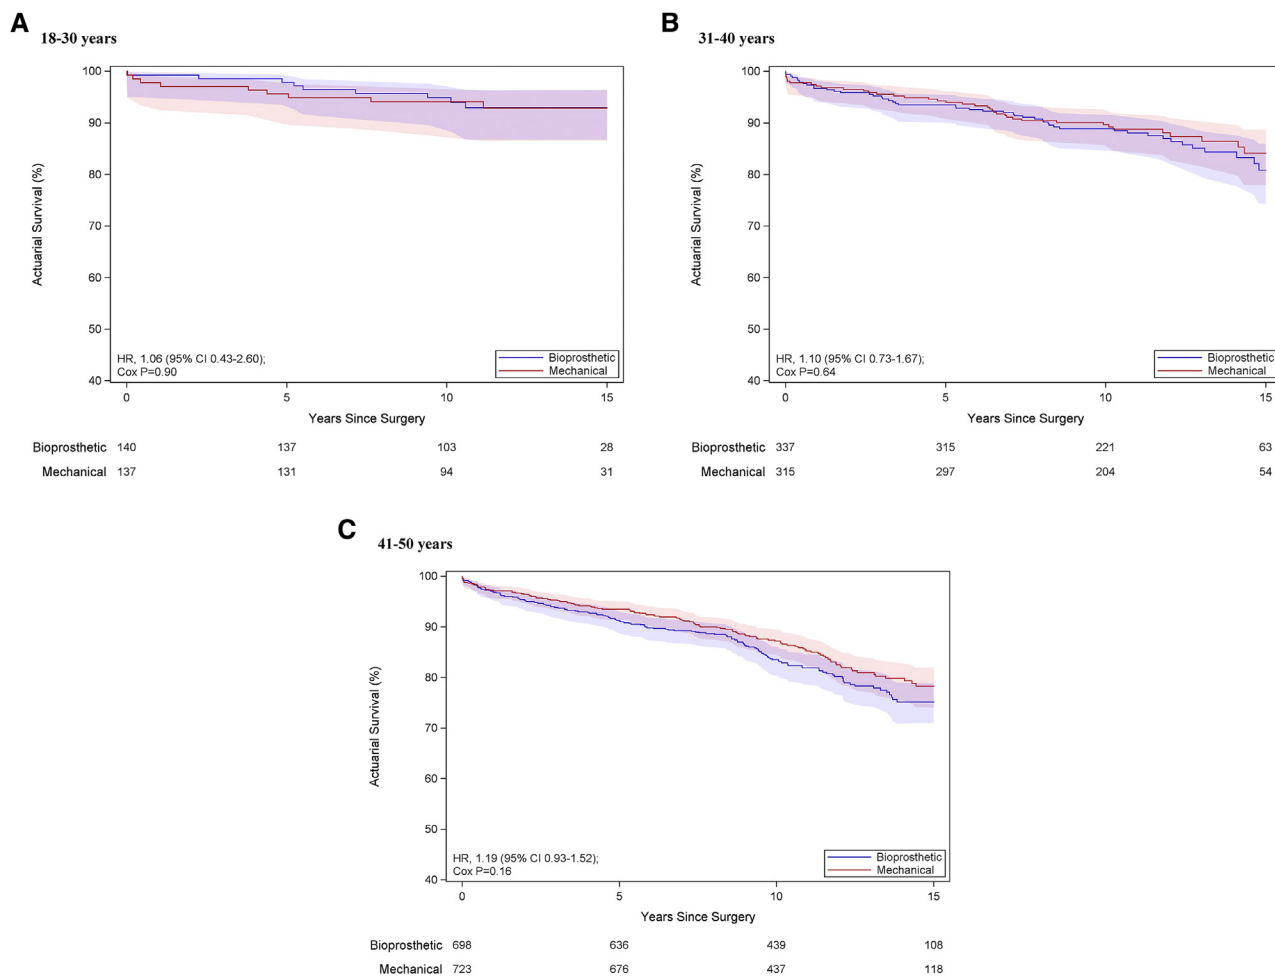 A
18-30 years
100
90
80
70
60
50
40
Actuarial Survival (%)
HR, 1.06 (95% CI 0.43-2.60);
Cox P=0.90
Bioprosthetic
Mechanical
0 5 10 15
Years Since Surgery
Bioprosthetic 140 137 103 28
Mechanical 137 131 94 31
B
31-40 years
100
90
80
70
60
50
40
Actuarial Survival (%)
HR, 1.10 (95% CI 0.73-1.67);
Cox P=0.64
Bioprosthetic
Mechanical
0 5 10 15
Years Since Surgery
Bioprosthetic 337 315 221 63
Mechanical 315 297 204 54
C
41-50 years
100
90
80
70
60
50
40
Actuarial Survival (%)
HR, 1.19 (95% CI 0.93-1.52);
Cox P=0.16
Bioprosthetic
Mechanical
0 5 10 15
Years Since Surgery
Bioprosthetic 698 636 439 108
Mechanical 723 676 437 118